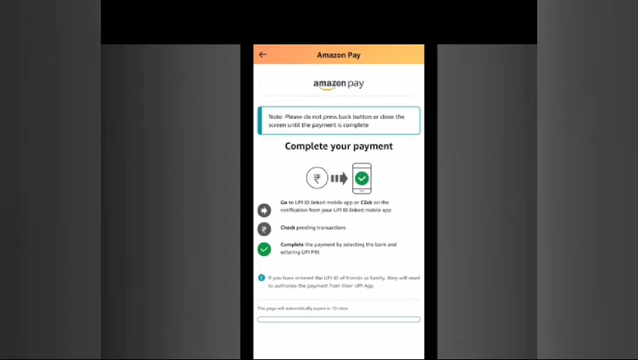 Amazon Pay
amazon pay
Note: Please do not press back button or close the
screen until the payment is complete
Complete your payment
Go to UPI ID linked mobile app or Click on the
notification from your UPI ID linked mobile app
Check pending transactions
Complete the payment by selecting the bank and
entering UPI PIN
If you have entered the UPI ID of friends or family, they will need
to authorize the payment from their UPI App
The page will automatically expire in 10 mins.